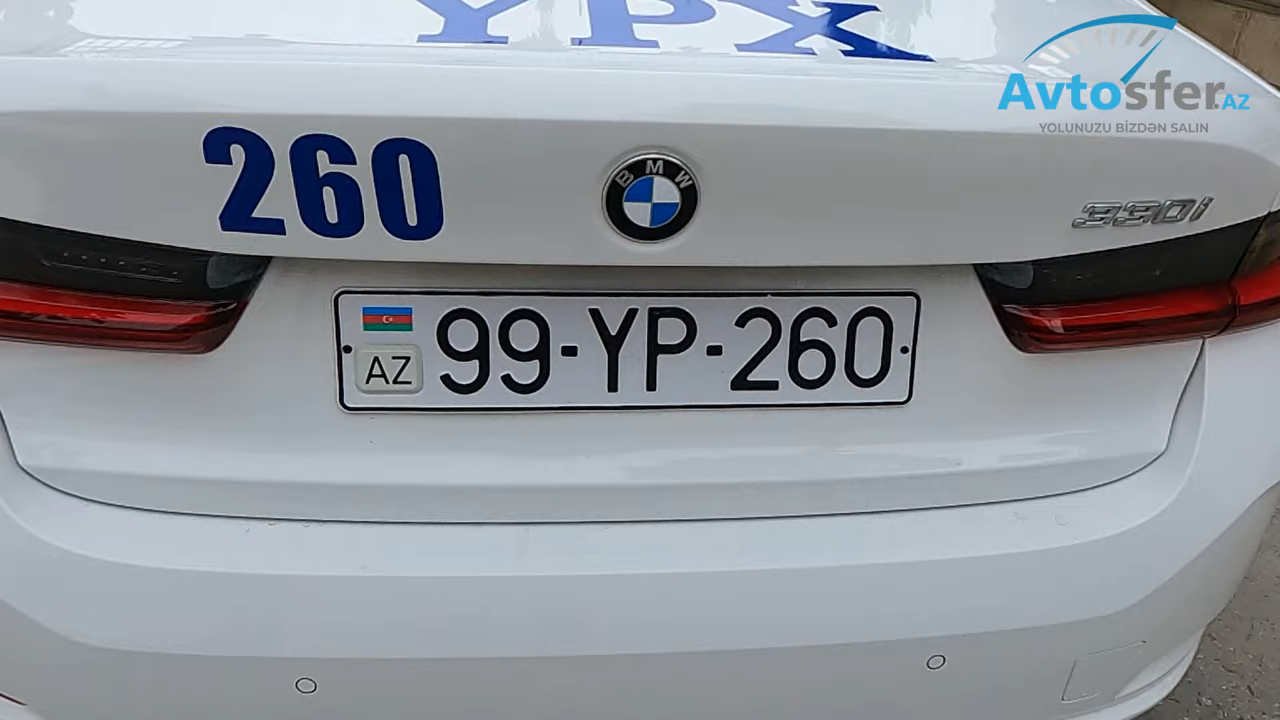 YPX
Avtosfer.AZ
YOLUNUZU BİZDƏN SALIN
260
BMW
330i
AZ
99-YP-260